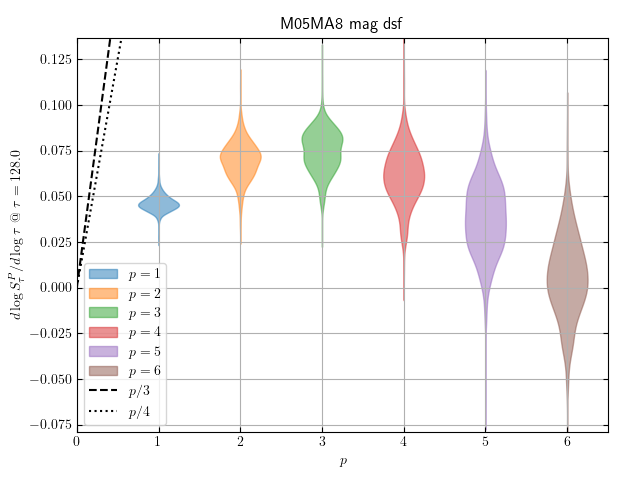 M05MA8 mag dsf
d log S_τ^P / d log τ @ τ = 128.0
0.125
0.100
0.075
0.050
0.025
0.000
−0.025
−0.050
−0.075
p = 1
p = 2
p = 3
p = 4
p = 5
p = 6
p/3
p/4
0 1 2 3 4 5 6
p